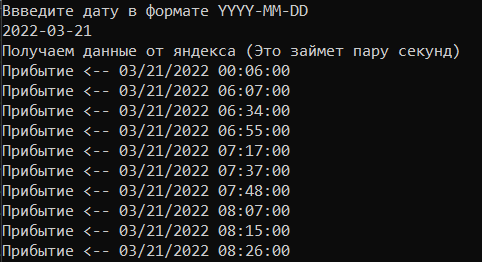 Ввведите дату в формате YYYY-MM-DD
2022-03-21
Получаем данные от яндекса (Это займет пару секунд)
Прибытие <-- 03/21/2022 00:06:00
Прибытие <-- 03/21/2022 06:07:00
Прибытие <-- 03/21/2022 06:34:00
Прибытие <-- 03/21/2022 06:55:00
Прибытие <-- 03/21/2022 07:17:00
Прибытие <-- 03/21/2022 07:37:00
Прибытие <-- 03/21/2022 07:48:00
Прибытие <-- 03/21/2022 08:07:00
Прибытие <-- 03/21/2022 08:15:00
Прибытие <-- 03/21/2022 08:26:00